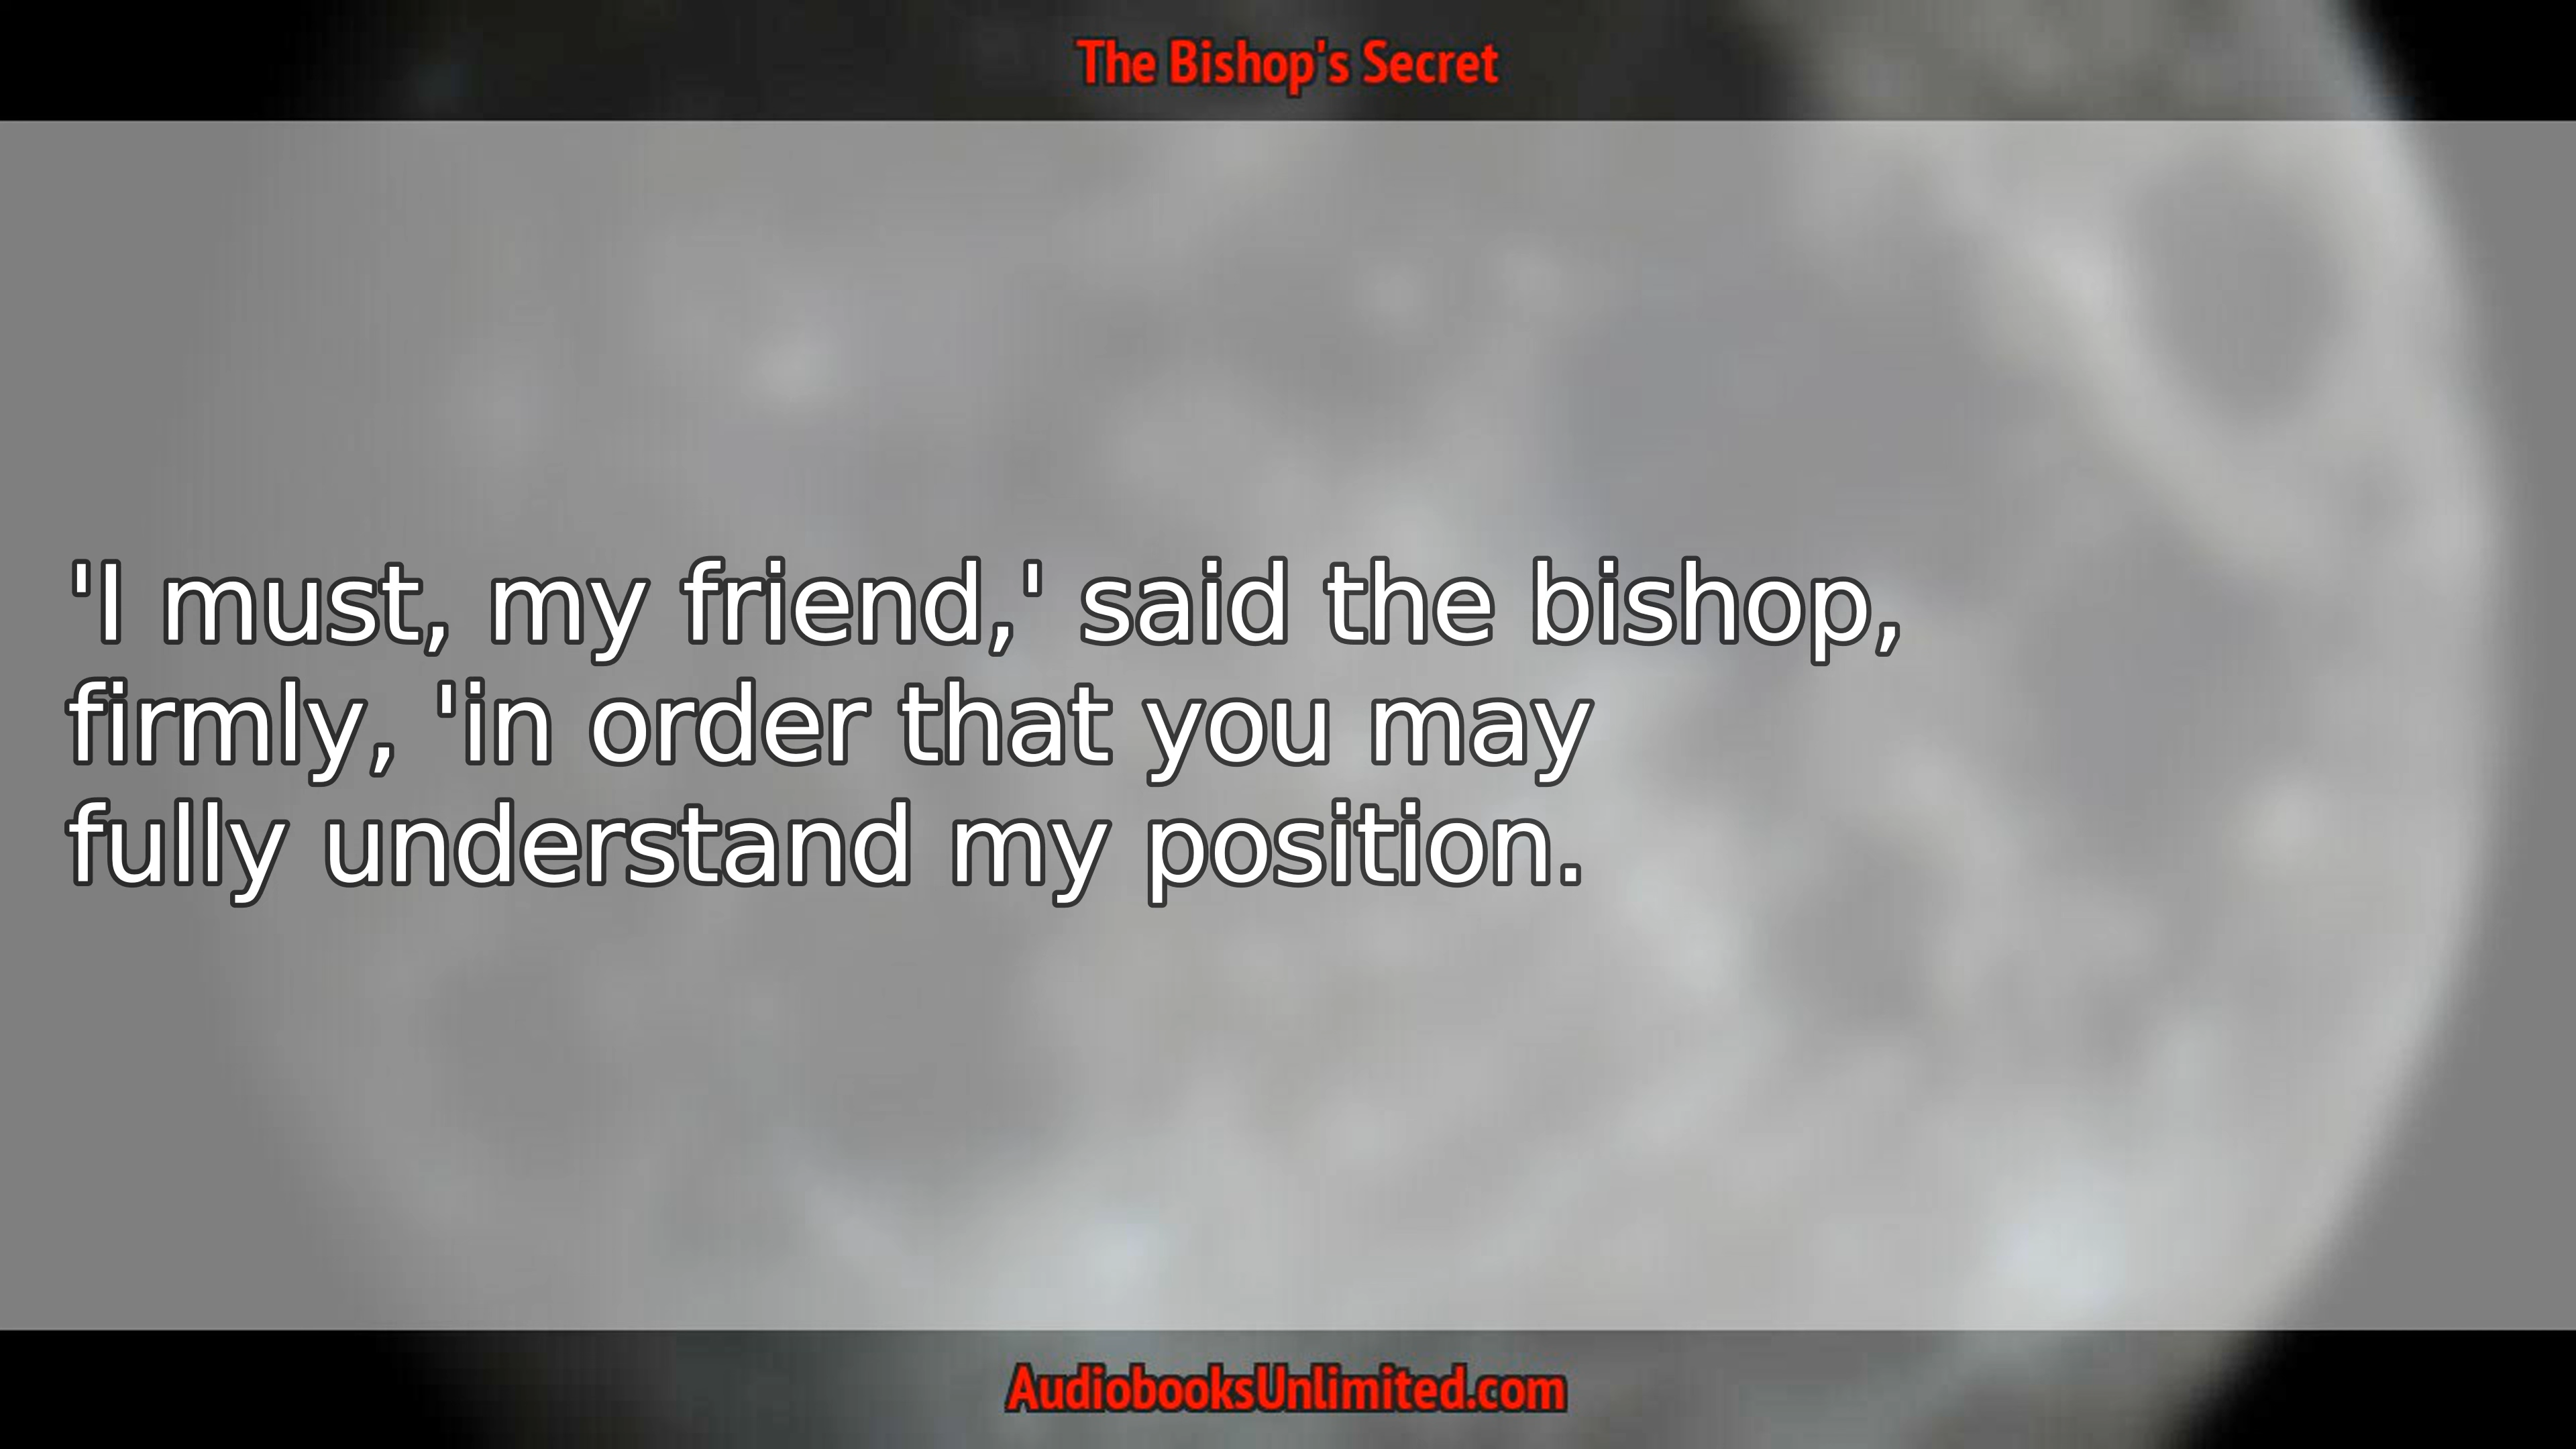 The Bishop's Secret
'I must, my friend,' said the bishop,
firmly, 'in order that you may
fully understand my position.
AudiobooksUnlimited.com